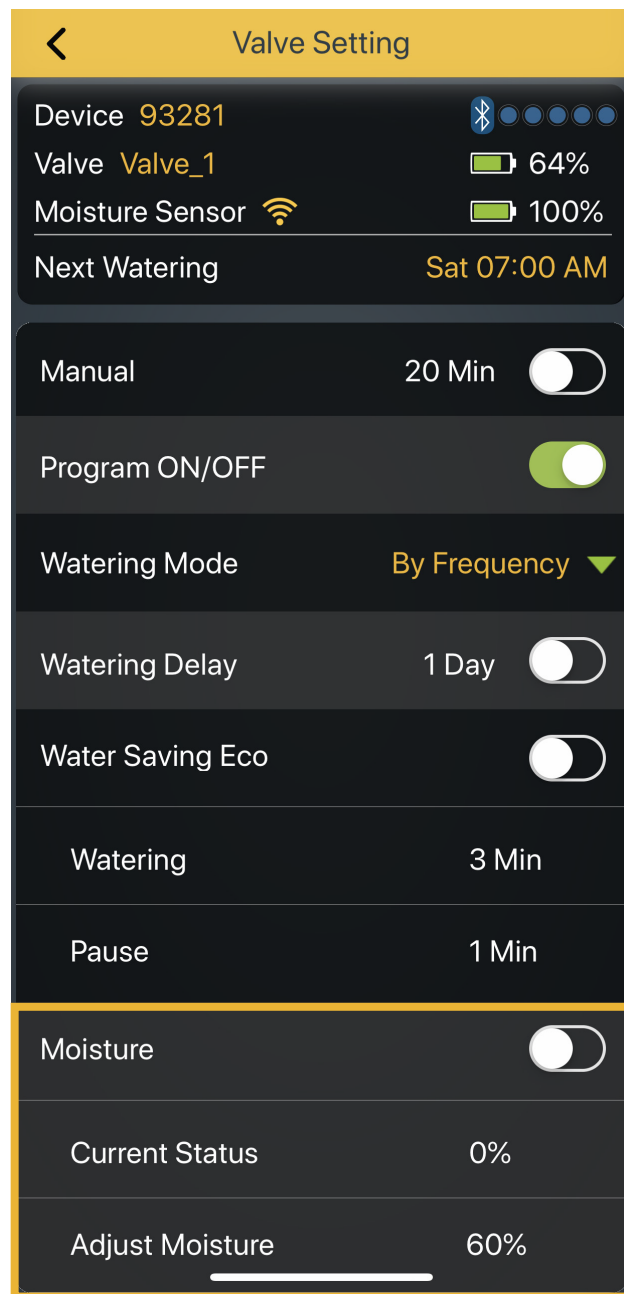 Valve Setting
Device 93281
Valve Valve_1 64%
Moisture Sensor 100%
Next Watering Sat 07:00 AM
Manual 20 Min
Program ON/OFF
Watering Mode By Frequency
Watering Delay 1 Day
Water Saving Eco
Watering 3 Min
Pause 1 Min
Moisture
Current Status 0%
Adjust Moisture 60%